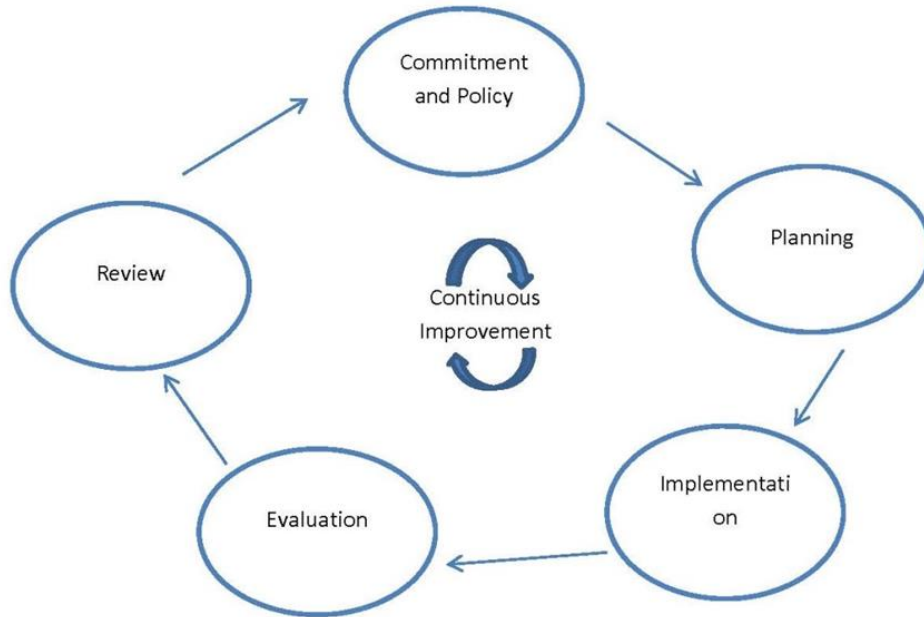 Commitment
and Policy
Planning
Implementati
on
Evaluation
Review
Continuous
Improvement